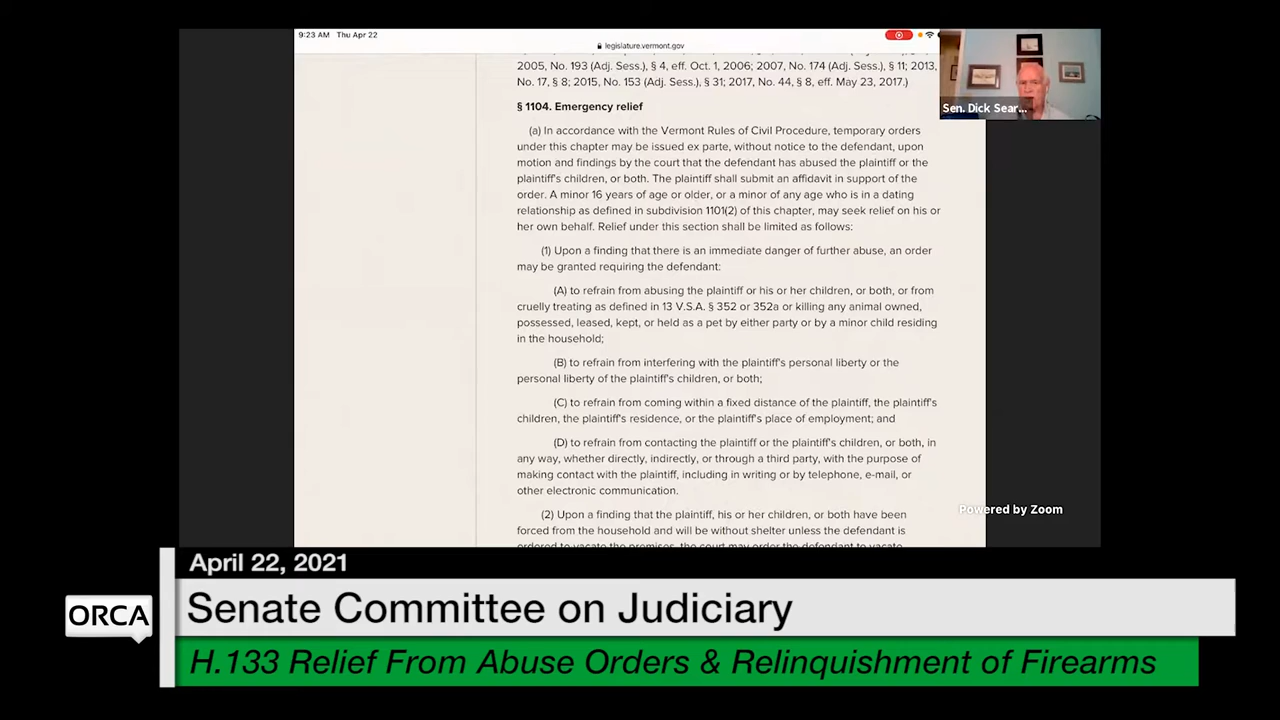 9:23 AM Thu Apr 22
legislature.vermont.gov
2005, No. 193 (Adj. Sess.), § 4, eff. Oct. 1, 2006; 2007, No. 174 (Adj. Sess.), § 11; 2013,
No. 17, § 8; 2015, No. 153 (Adj. Sess.), § 31; 2017, No. 44, § 8, eff. May 23, 2017.)
§ 1104. Emergency relief
(a) In accordance with the Vermont Rules of Civil Procedure, temporary orders
under this chapter may be issued ex parte, without notice to the defendant, upon
motion and findings by the court that the defendant has abused the plaintiff or the
plaintiff's children, or both. The plaintiff shall submit an affidavit in support of the
order. A minor 16 years of age or older, or a minor of any age who is in a dating
relationship as defined in subdivision 1101(2) of this chapter, may seek relief on his or
her own behalf. Relief under this section shall be limited as follows:
(1) Upon a finding that there is an immediate danger of further abuse, an order
may be granted requiring the defendant:
(A) to refrain from abusing the plaintiff or his or her children, or both, or from
cruelly treating as defined in 13 V.S.A. § 352 or 352a or killing any animal owned,
possessed, leased, kept, or held as a pet by either party or by a minor child residing
in the household;
(B) to refrain from interfering with the plaintiff's personal liberty or the
personal liberty of the plaintiff's children, or both;
(C) to refrain from coming within a fixed distance of the plaintiff, the plaintiff's
children, the plaintiff's residence, or the plaintiff's place of employment; and
(D) to refrain from contacting the plaintiff or the plaintiff's children, or both, in
any way, whether directly, indirectly, or through a third party, with the purpose of
making contact with the plaintiff, including in writing or by telephone, e-mail, or
other electronic communication.
(2) Upon a finding that the plaintiff, his or her children, or both have been
forced from the household and will be without shelter unless the defendant is
ordered to vacate the premises, the court may order the defendant to vacate
Sen. Dick Sear...
Powered by Zoom
April 22, 2021
ORCA
Senate Committee on Judiciary
H.133 Relief From Abuse Orders & Relinquishment of Firearms